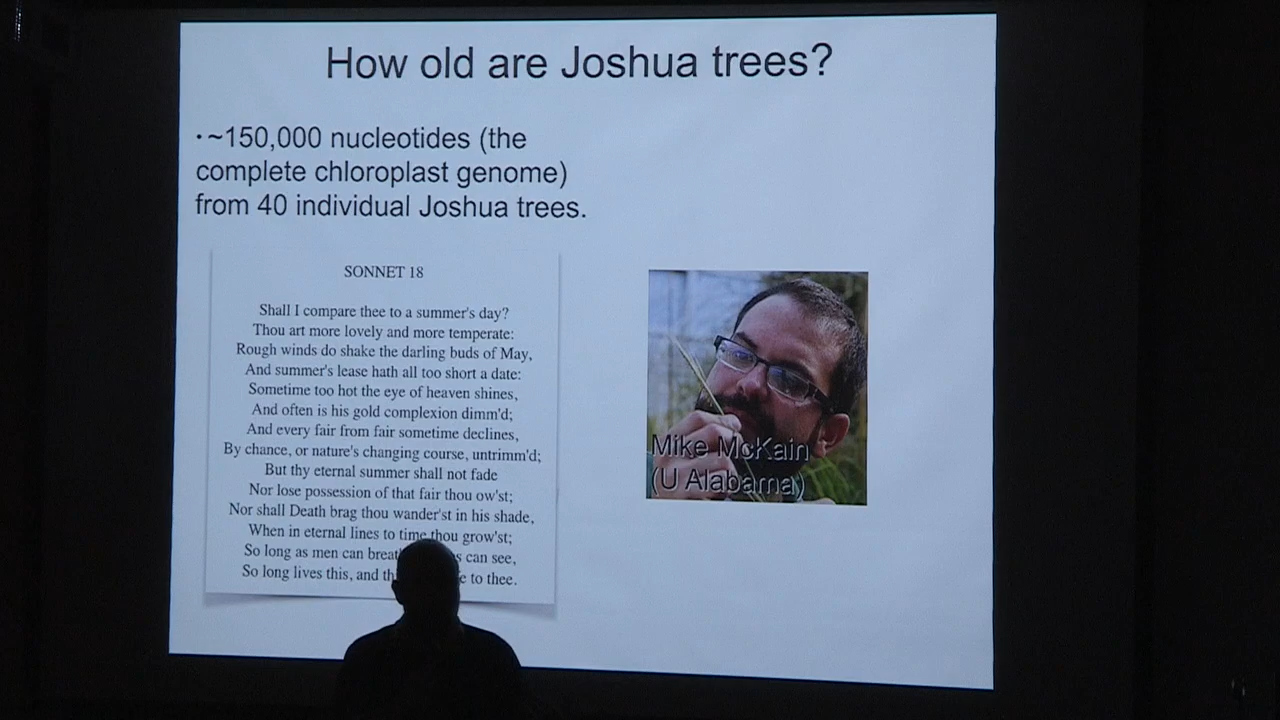 How old are Joshua trees?
·~150,000 nucleotides (the
complete chloroplast genome)
from 40 individual Joshua trees.
SONNET 18
Shall I compare thee to a summer's day?
Thou art more lovely and more temperate:
Rough winds do shake the darling buds of May,
And summer's lease hath all too short a date:
Sometime too hot the eye of heaven shines,
And often is his gold complexion dimm'd;
And every fair from fair sometime declines,
By chance, or nature's changing course, untrimm'd;
But thy eternal summer shall not fade
Nor lose possession of that fair thou ow'st;
Nor shall Death brag thou wander'st in his shade,
When in eternal lines to time thou grow'st;
So long as men can can see,
So long lives this, and to thee.
Mike McKain
(U Alabama)